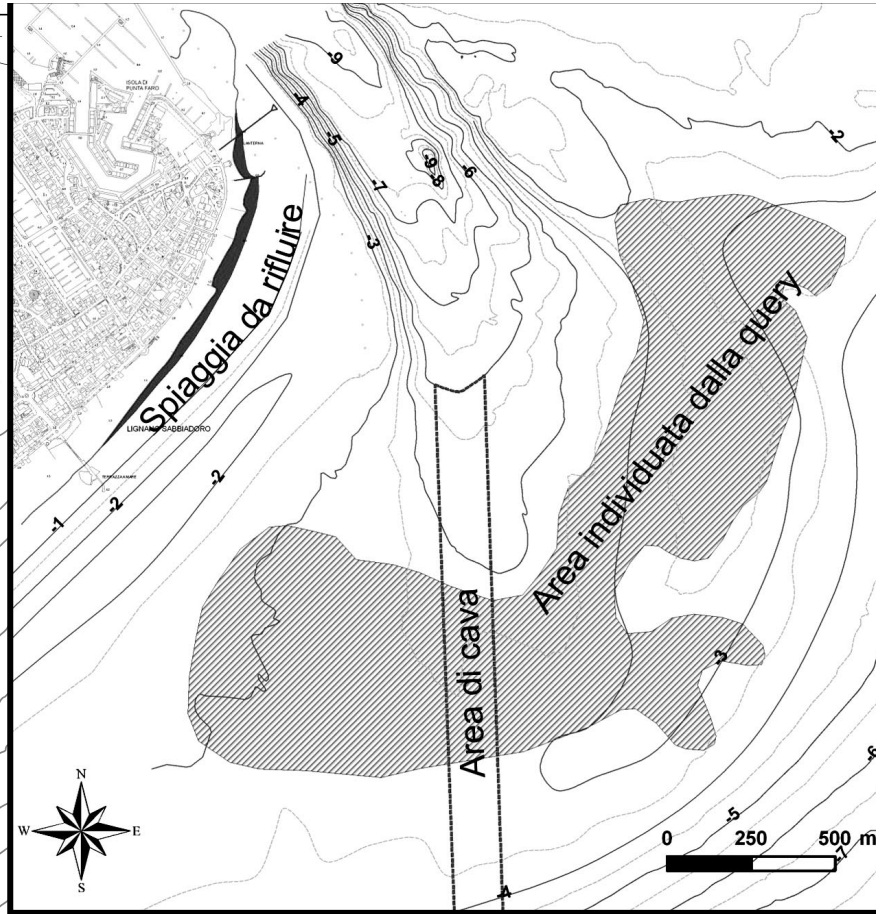 ISOLA DI
PUNTA FARO
LANTERNA
-9
-4
-5
-9
-8
-7
-6
-2
-3
Spiaggia da rifluire
LIGNANO SABBIADORO
TERRAZZAMARE
-2
-2
-1
Area individuata dalla query
Area di cava
-3
N
W
E
S
0 250 500 m
-6
-5
-7
-4